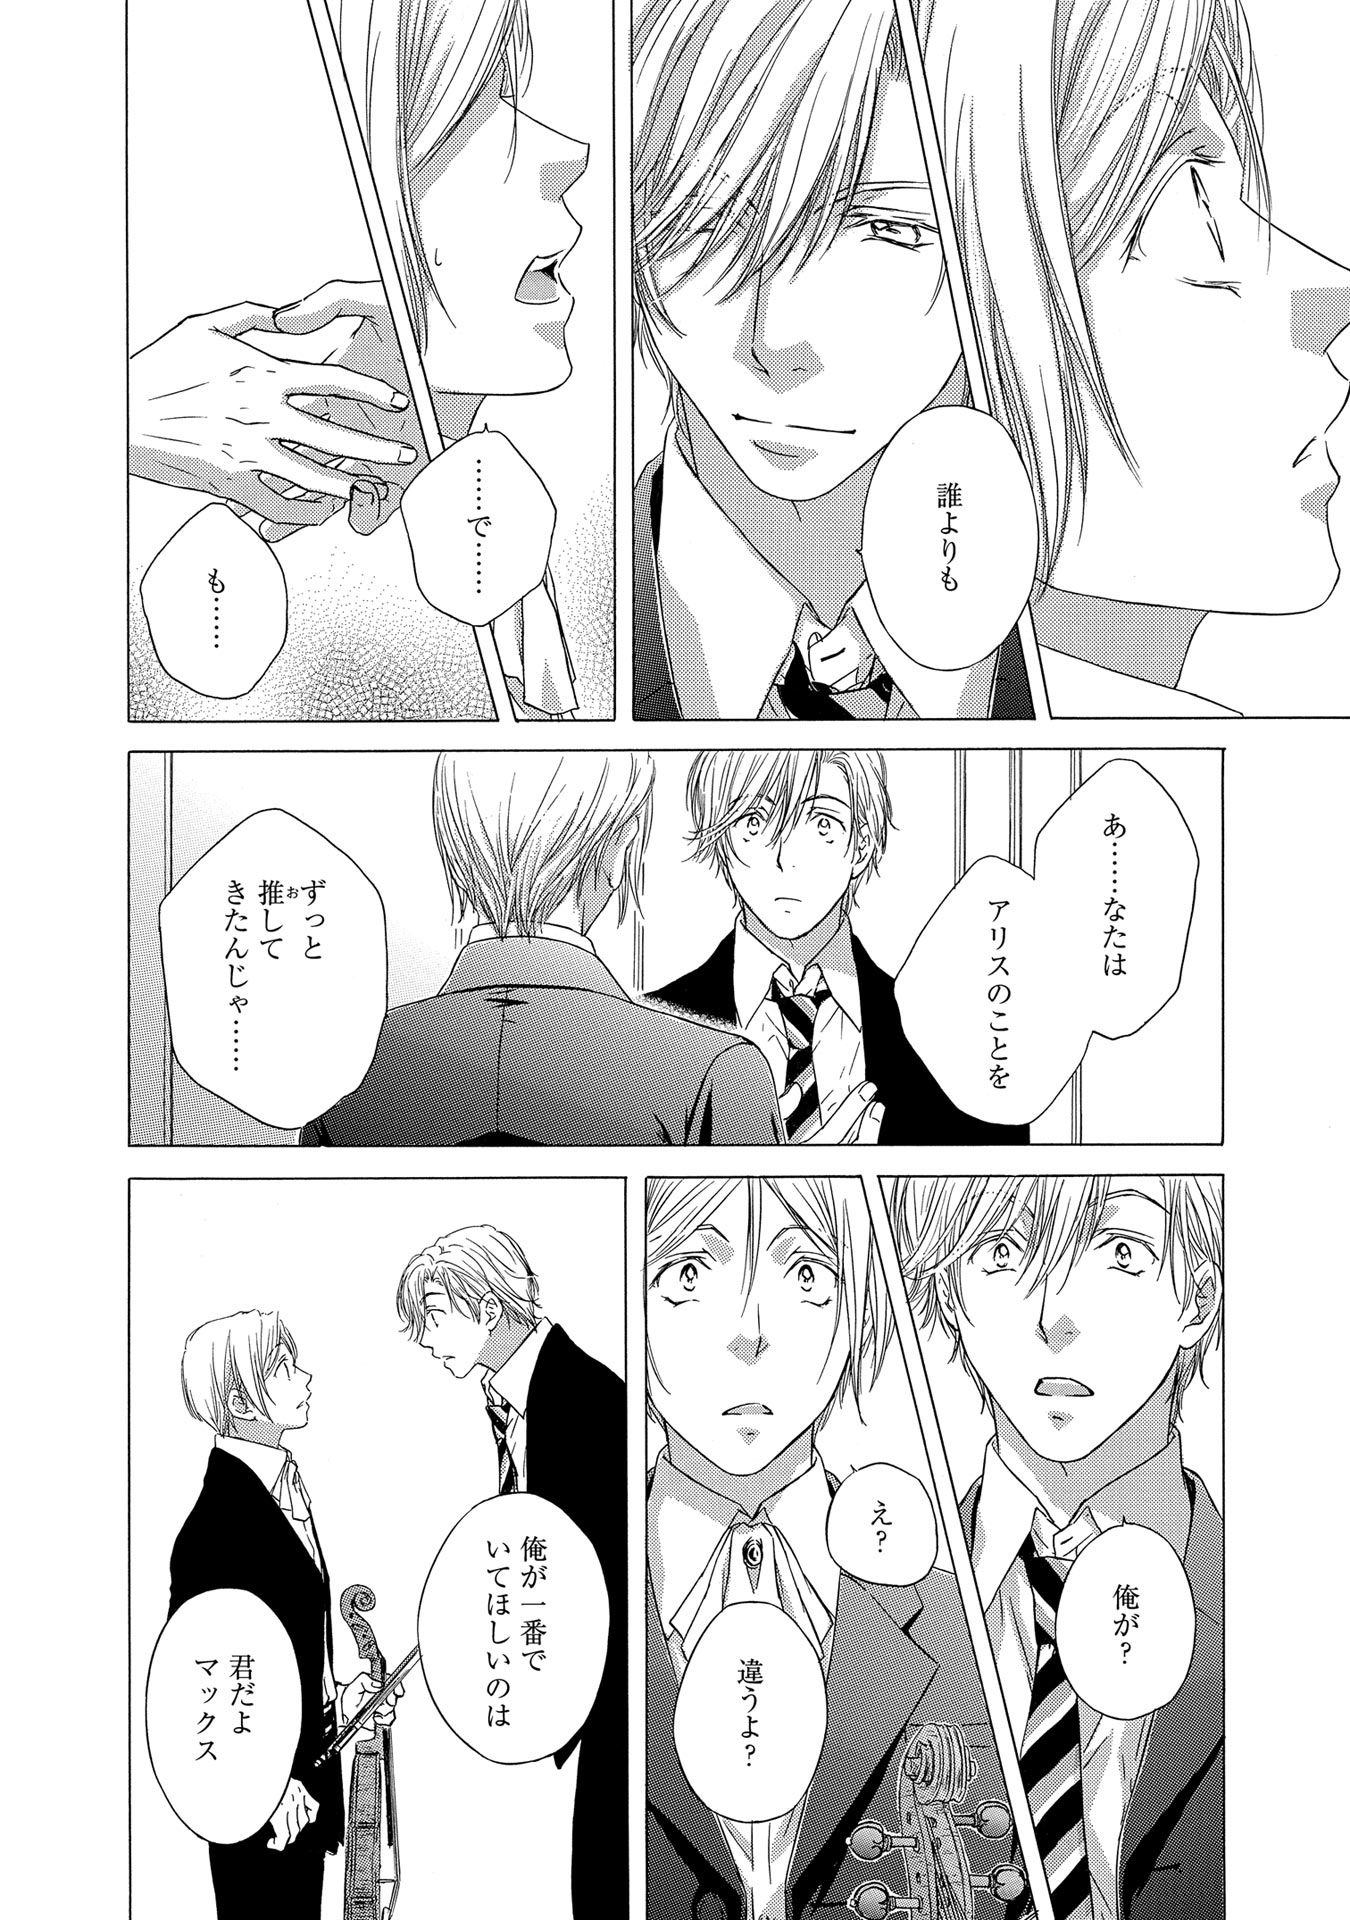 誰よりも
……で……
も……
あ……なたは
アリスのことを
ずっと
推して
お
きたんじゃ……
俺が?
え?
違うよ?
俺が一番で
いてほしいのは
君だよ
マックス